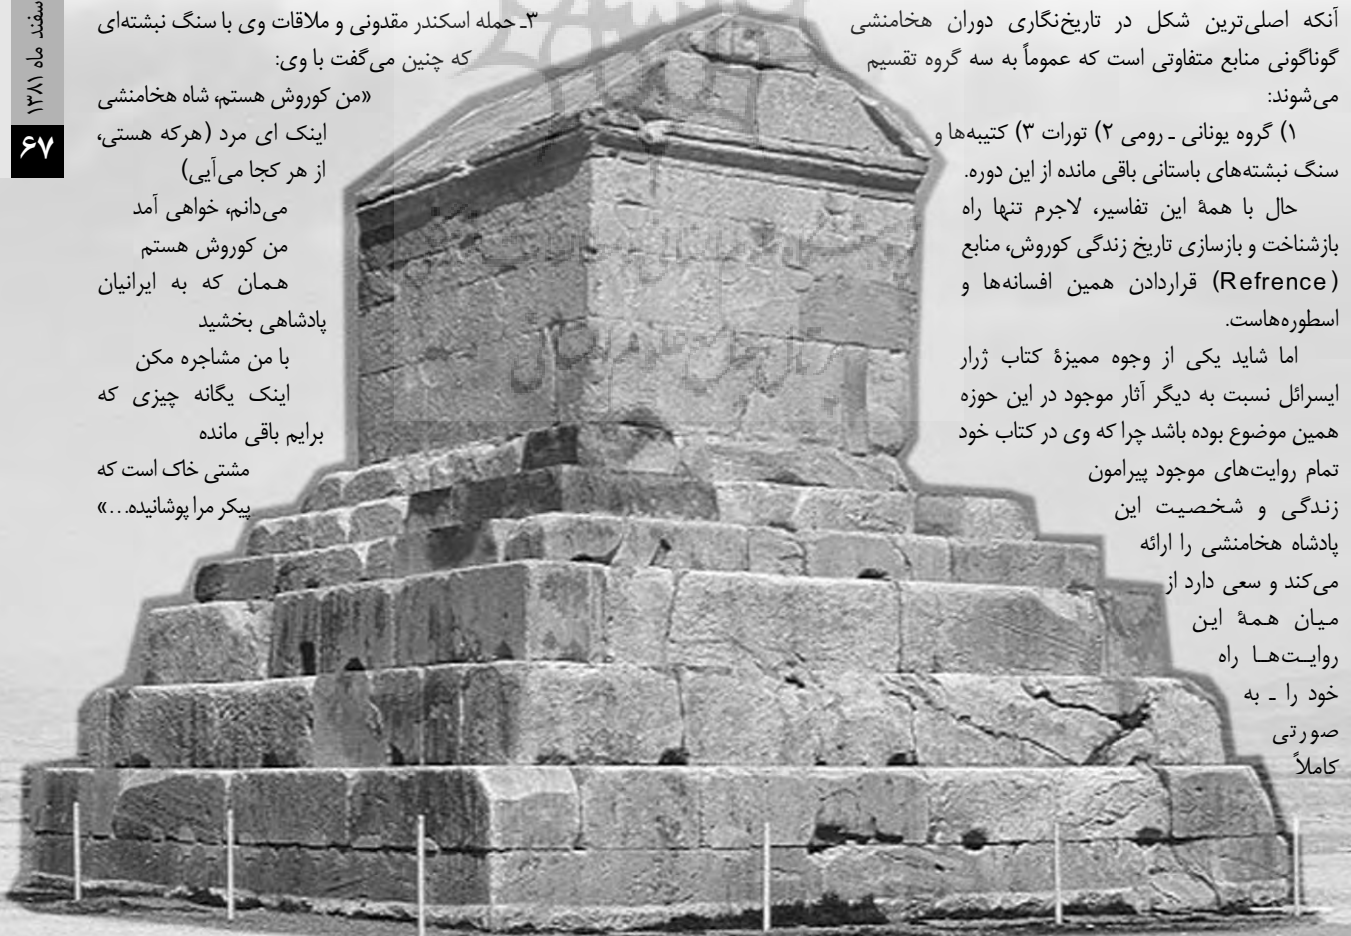 آنکه اصلی‌ترین شکل در تاریخ‌نگاری دوران هخامنشی
گوناگونی منابع متفاوتی است که عموماً به سه گروه تقسیم
می‌شوند:
۱) گروه یونانی ـ رومی ۲) تورات ۳) کتیبه‌ها و
سنگ نبشته‌های باستانی باقی مانده از این دوره.
حال با همهٔ این تفاسیر، لاجرم تنها راه
بازشناخت و بازسازی تاریخ زندگی کوروش، منابع
(Refrence) قراردادن همین افسانه‌ها و
اسطوره‌هاست.
اما شاید یکی از وجوه ممیزهٔ کتاب ژرار
ایسرائل نسبت به دیگر آثار موجود در این حوزه
همین موضوع بوده باشد چرا که وی در کتاب خود
تمام روایت‌های موجود پیرامون
زندگی و شخصیت این
پادشاه هخامنشی را ارائه
می‌کند و سعی دارد از
میان همهٔ این
روایت‌ها راه
خود را ـ به
صورتی
کاملاً
۳ـ حمله اسکندر مقدونی و ملاقات وی با سنگ نبشته‌ای
که چنین می‌گفت با وی:
«من کوروش هستم، شاه هخامنشی
اینک ای مرد (هرکه هستی،
از هر کجا می‌آیی)
می‌دانم، خواهی آمد
من کوروش هستم
همان که به ایرانیان
پادشاهی بخشید
با من مشاجره مکن
اینک یگانه چیزی که
برایم باقی مانده
مشتی خاک است که
پیکر مرا پوشانیده...»
سفند ماه ۱۳۸۱
۶۷
پژوهشگاه علوم انسانی و مطالعات فرهنگی
پرتال جامع علوم انسانی